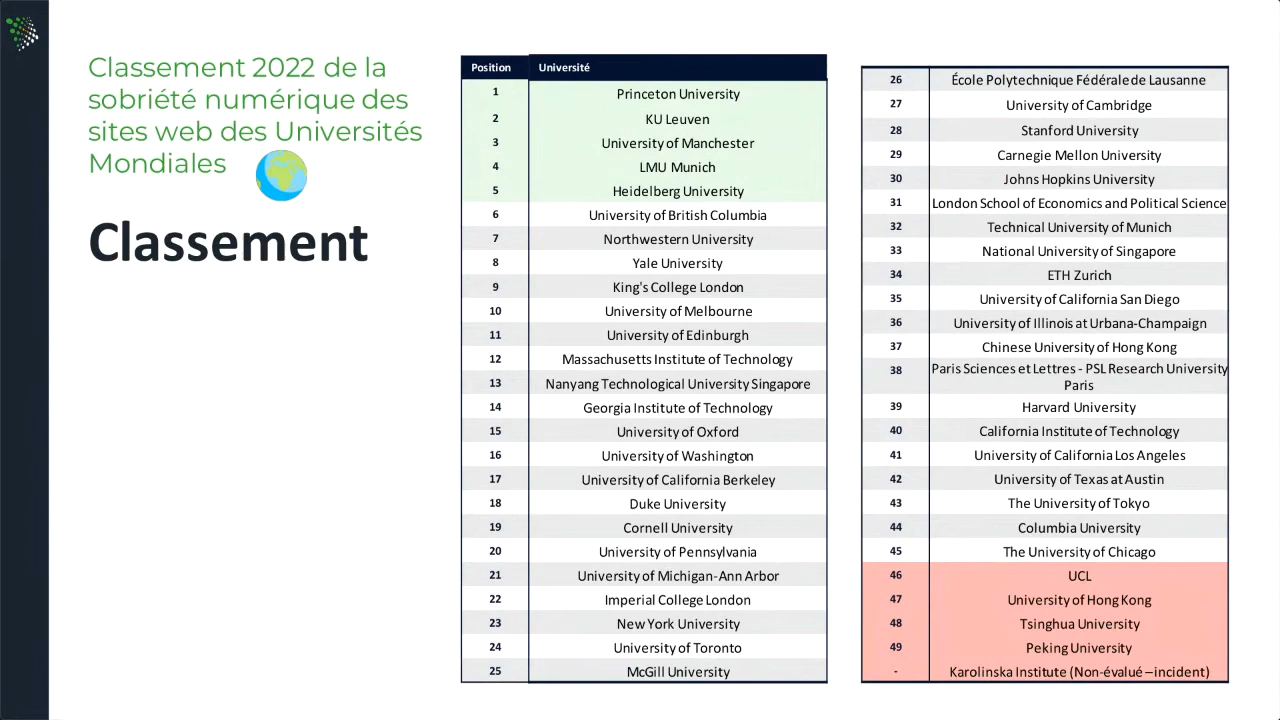 Classement 2022 de la
sobriété numérique des
sites web des Universités
Mondiales
Classement
Position Université
1 Princeton University
2 KU Leuven
3 University of Manchester
4 LMU Munich
5 Heidelberg University
6 University of British Columbia
7 Northwestern University
8 Yale University
9 King's College London
10 University of Melbourne
11 University of Edinburgh
12 Massachusetts Institute of Technology
13 Nanyang Technological University Singapore
14 Georgia Institute of Technology
15 University of Oxford
16 University of Washington
17 University of California Berkeley
18 Duke University
19 Cornell University
20 University of Pennsylvania
21 University of Michigan-Ann Arbor
22 Imperial College London
23 New York University
24 University of Toronto
25 McGill University
26 École Polytechnique Fédérale de Lausanne
27 University of Cambridge
28 Stanford University
29 Carnegie Mellon University
30 Johns Hopkins University
31 London School of Economics and Political Science
32 Technical University of Munich
33 National University of Singapore
34 ETH Zurich
35 University of California San Diego
36 University of Illinois at Urbana-Champaign
37 Chinese University of Hong Kong
38 Paris Sciences et Lettres - PSL Research University
Paris
39 Harvard University
40 California Institute of Technology
41 University of California Los Angeles
42 University of Texas at Austin
43 The University of Tokyo
44 Columbia University
45 The University of Chicago
46 UCL
47 University of Hong Kong
48 Tsinghua University
49 Peking University
- Karolinska Institute (Non-évalué – incident)